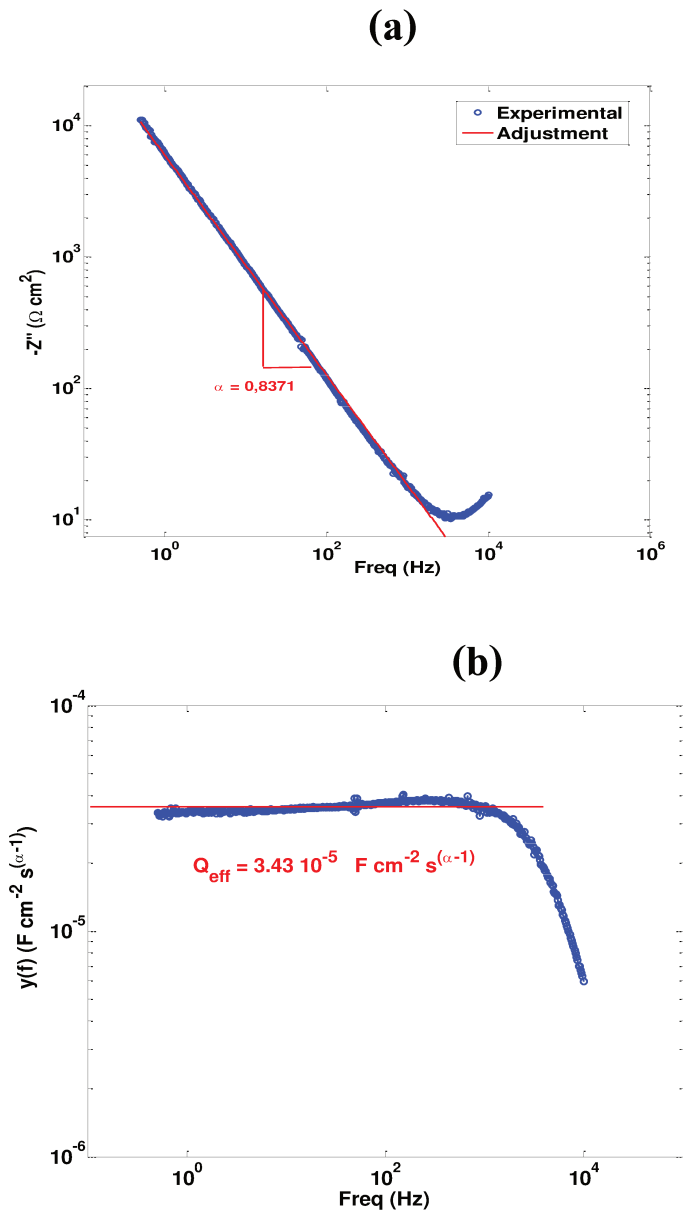 (a)
10^4
10^3
10^2
10^1
-Z" (Ω cm^2)
Experimental
Adjustment
α = 0,8371
10^0
10^2
10^4
10^6
Freq (Hz)
(b)
10^-4
10^-5
10^-6
y(f) (F cm^-2 s^(α-1))
Q_eff = 3.43 10^-5 F cm^-2 s^(α-1)
10^0
10^2
10^4
Freq (Hz)